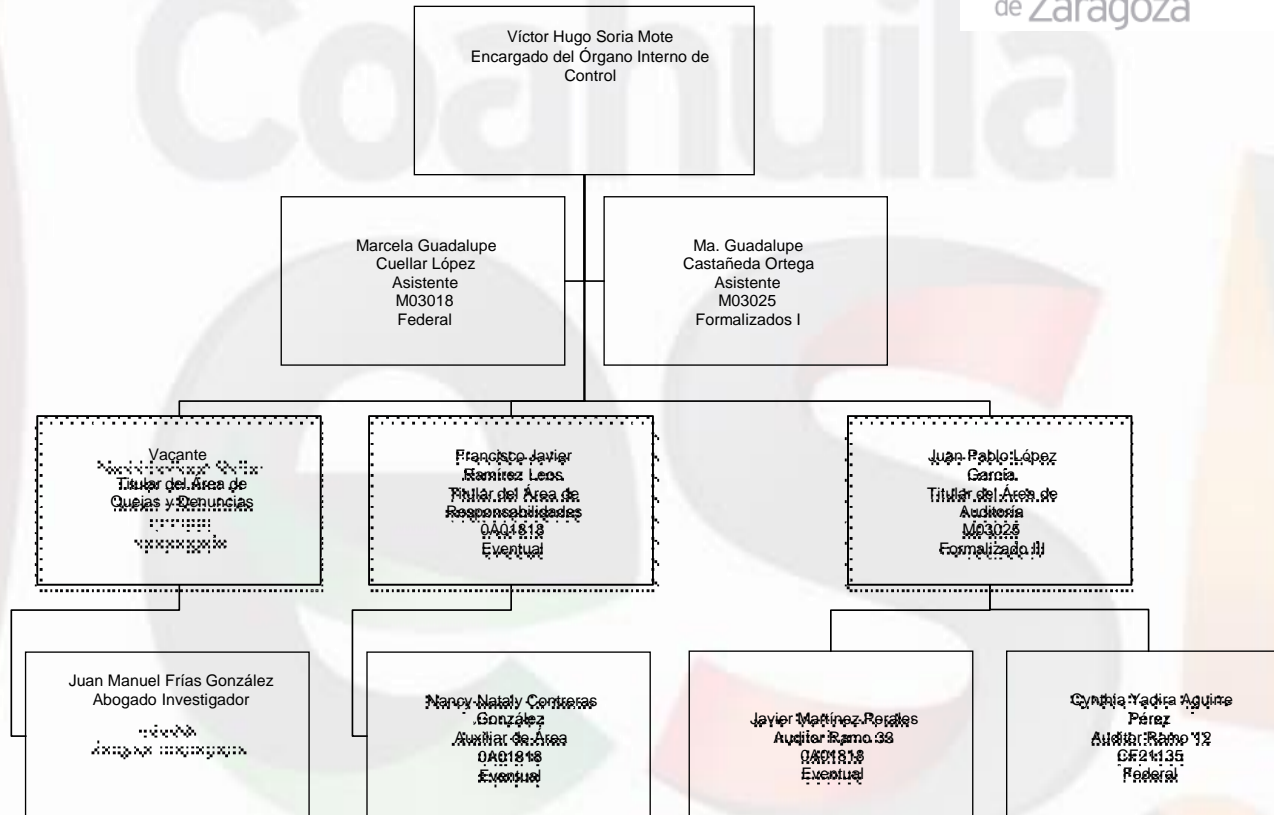 Coahuila
de Zaragoza
es
Víctor Hugo Soria Mote
Encargado del Órgano Interno de
Control
Marcela Guadalupe
Cuellar López
Asistente
M03018
Federal
Ma. Guadalupe
Castañeda Ortega
Asistente
M03025
Formalizados I
Vacante
Titular del Área de
Quejas y Denuncias
Francisco Javier
Ramírez Leos
Titular del Área de
Responsabilidades
0A01818
Eventual
Juan Pablo López
García
Titular del Área de
Auditoría
M03025
Formalizado III
Juan Manuel Frías González
Abogado Investigador
Nancy Nataly Contreras
González
Auxiliar de Área
0A01818
Eventual
Javier Martínez Perales
Auditor Ramo 33
0A01818
Eventual
Cynthia Yadira Aguirre
Pérez
Auditor Ramo 12
CF21135
Federal